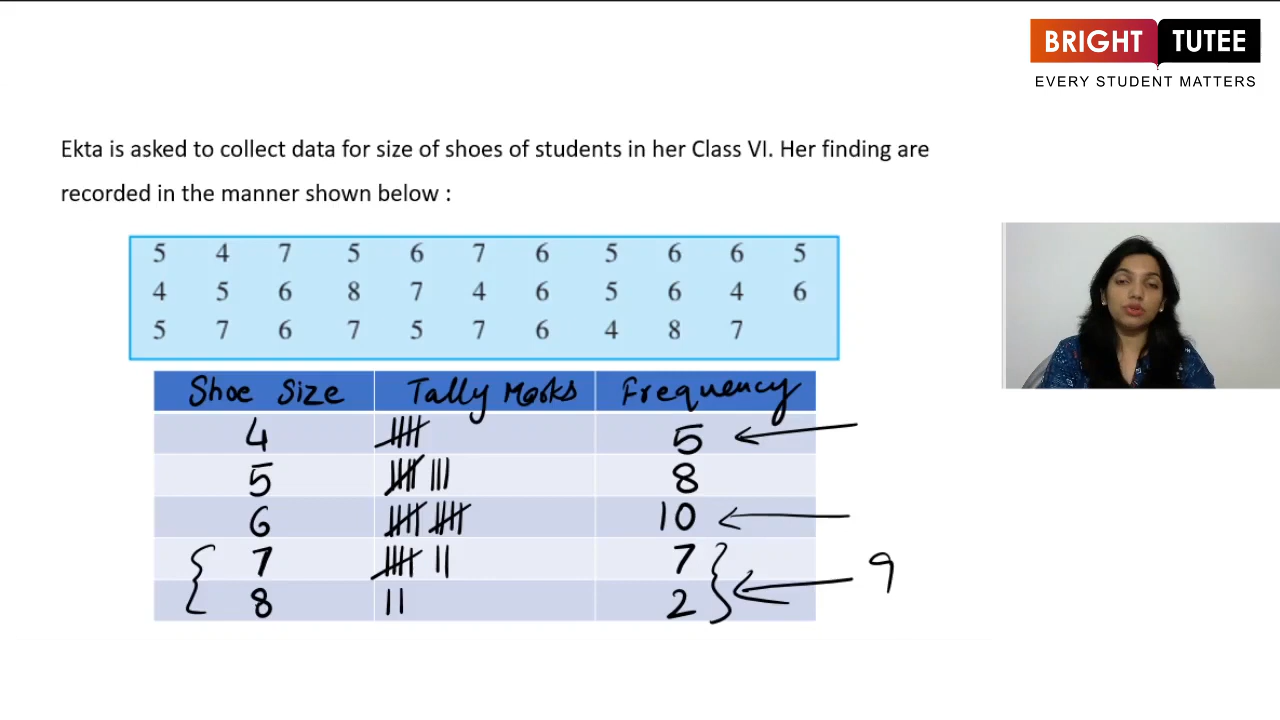 BRIGHT TUTEE
EVERY STUDENT MATTERS
Ekta is asked to collect data for size of shoes of students in her Class VI. Her finding are
recorded in the manner shown below :
5 4 7 5 6 7 6 5 6 6 5
4 5 6 8 7 4 6 5 6 4 6
5 7 6 7 5 7 6 4 8 7
Shoe Size Tally Marks Frequency
4 5
5 8
6 10
7 7
9
8 2